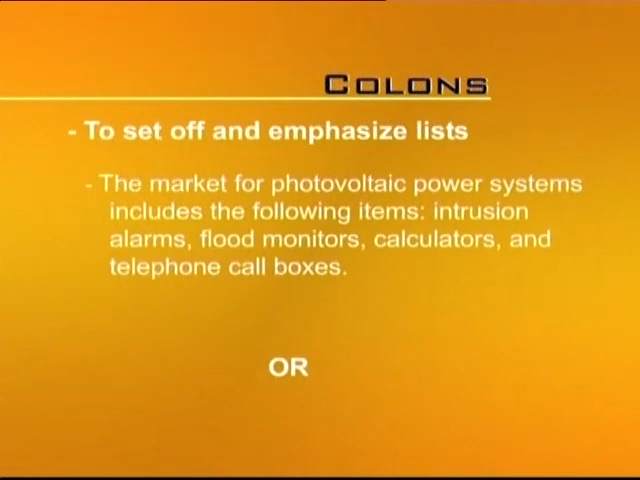 Colons
- To set off and emphasize lists
- The market for photovoltaic power systems
includes the following items: intrusion
alarms, flood monitors, calculators, and
telephone call boxes.
OR